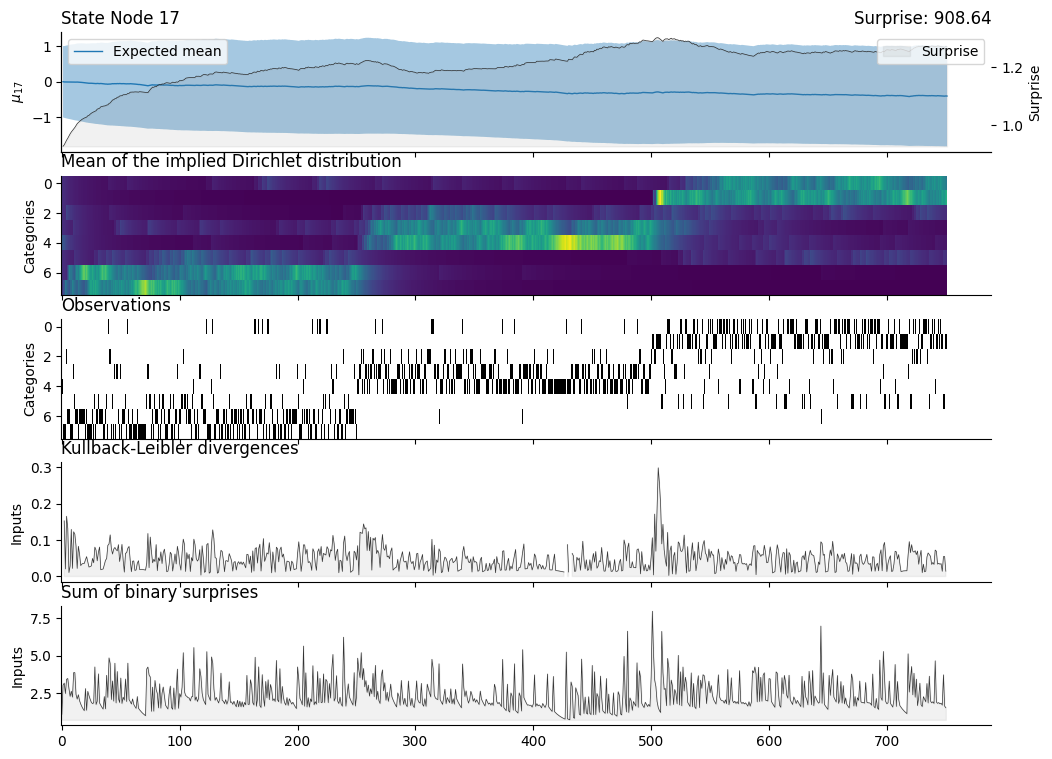 State Node 17
Surprise: 908.64
Expected mean
Surprise
1
0
−1
μ17
1.2
1.0
Surprise
Mean of the implied Dirichlet distribution
0
2
4
6
Categories
Observations
0
2
4
6
Categories
Kullback-Leibler divergences
0.3
0.2
0.1
0.0
Inputs
Sum of binary surprises
7.5
5.0
2.5
Inputs
0 100 200 300 400 500 600 700